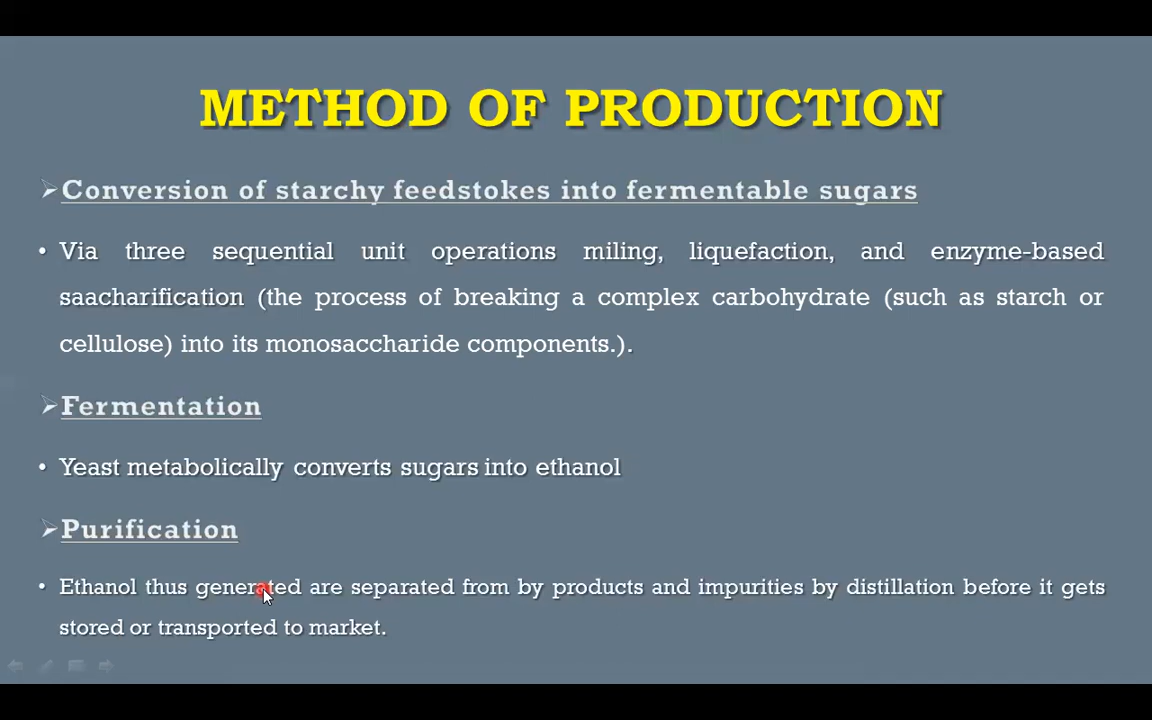 METHOD OF PRODUCTION
➢Conversion of starchy feedstokes into fermentable sugars
• Via three sequential unit operations miling, liquefaction, and enzyme-based
saacharification (the process of breaking a complex carbohydrate (such as starch or
cellulose) into its monosaccharide components.).
➢Fermentation
• Yeast metabolically converts sugars into ethanol
➢Purification
• Ethanol thus generated are separated from by products and impurities by distillation before it gets
stored or transported to market.